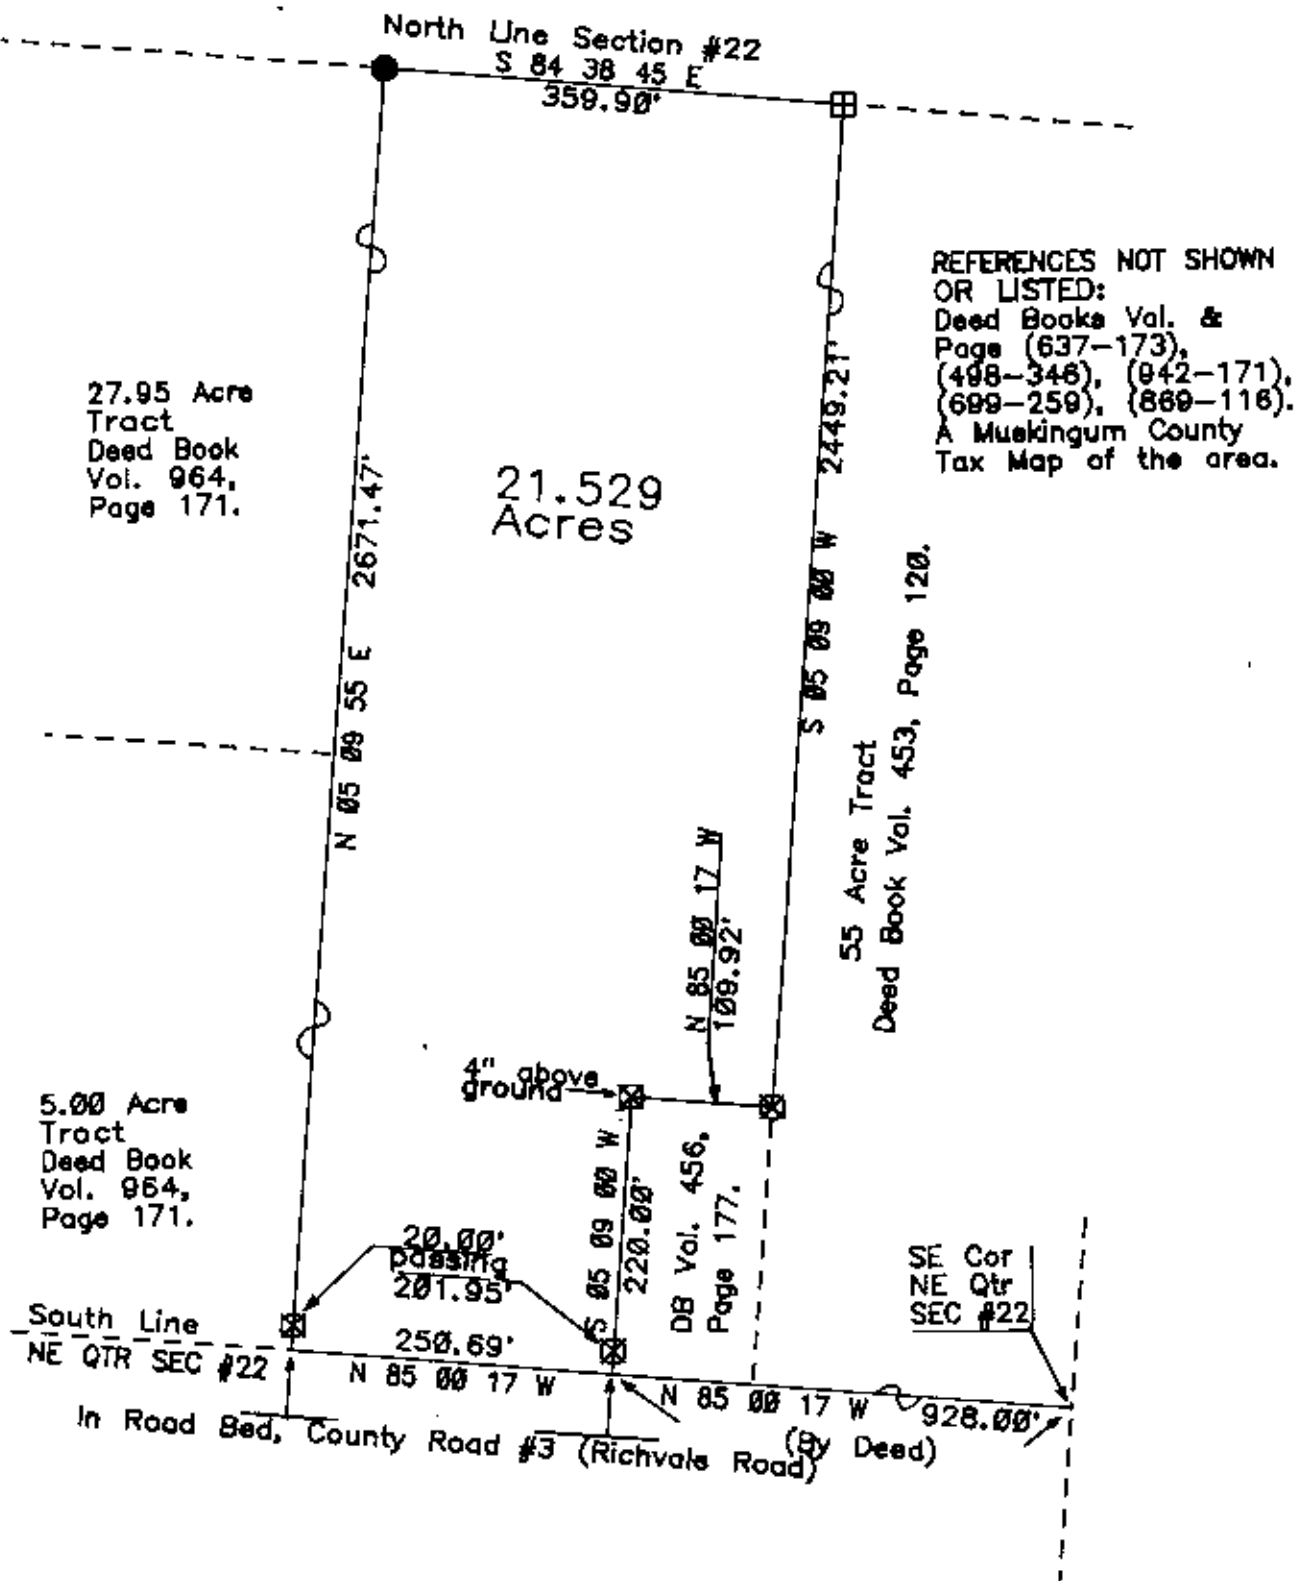 North Line Section #22
S 84 38 45 E
359.90'
REFERENCES NOT SHOWN
OR LISTED:
Deed Books Vol. &
Page (637-173),
(498-346), (842-171),
(699-259), (869-116).
A Muskingum County
Tax Map of the area.
27.95 Acre
Tract
Deed Book
Vol. 964,
Page 171.
21.529
Acres
N 05 09 55 E 2671.47'
S 05 09 00 W 2449.21'
55 Acre Tract
Deed Book Vol. 453, Page 120.
N 85 00 17 W
109.92'
4" above
ground
5.00 Acre
Tract
Deed Book
Vol. 964,
Page 171.
S 05 09 00 W
220.00'
DB Vol. 456,
Page 177.
20.00'
passing
201.95'
SE Cor
NE Qtr
SEC #22
South Line
NE QTR SEC #22
250.69'
N 85 00 17 W
N 85 00 17 W 928.00'
(By Deed)
In Road Bed, County Road #3 (Richvale Road)